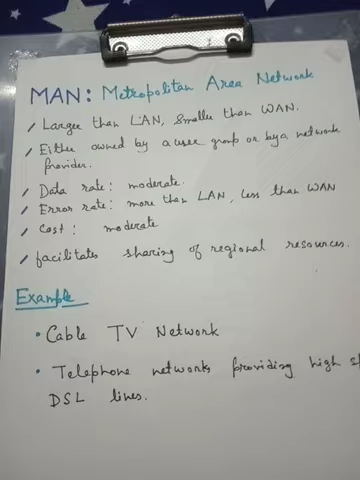 MAN: Metropolitan Area Network
Larger than LAN, Smaller than WAN.
Either owned by a user group or by a network
provider.
Data rate: moderate.
Error rate: more than LAN, Less than WAN
Cost: moderate
facilitates sharing of regional resources.
Example
• Cable TV Network
• Telephone networks providing high
DSL lines.